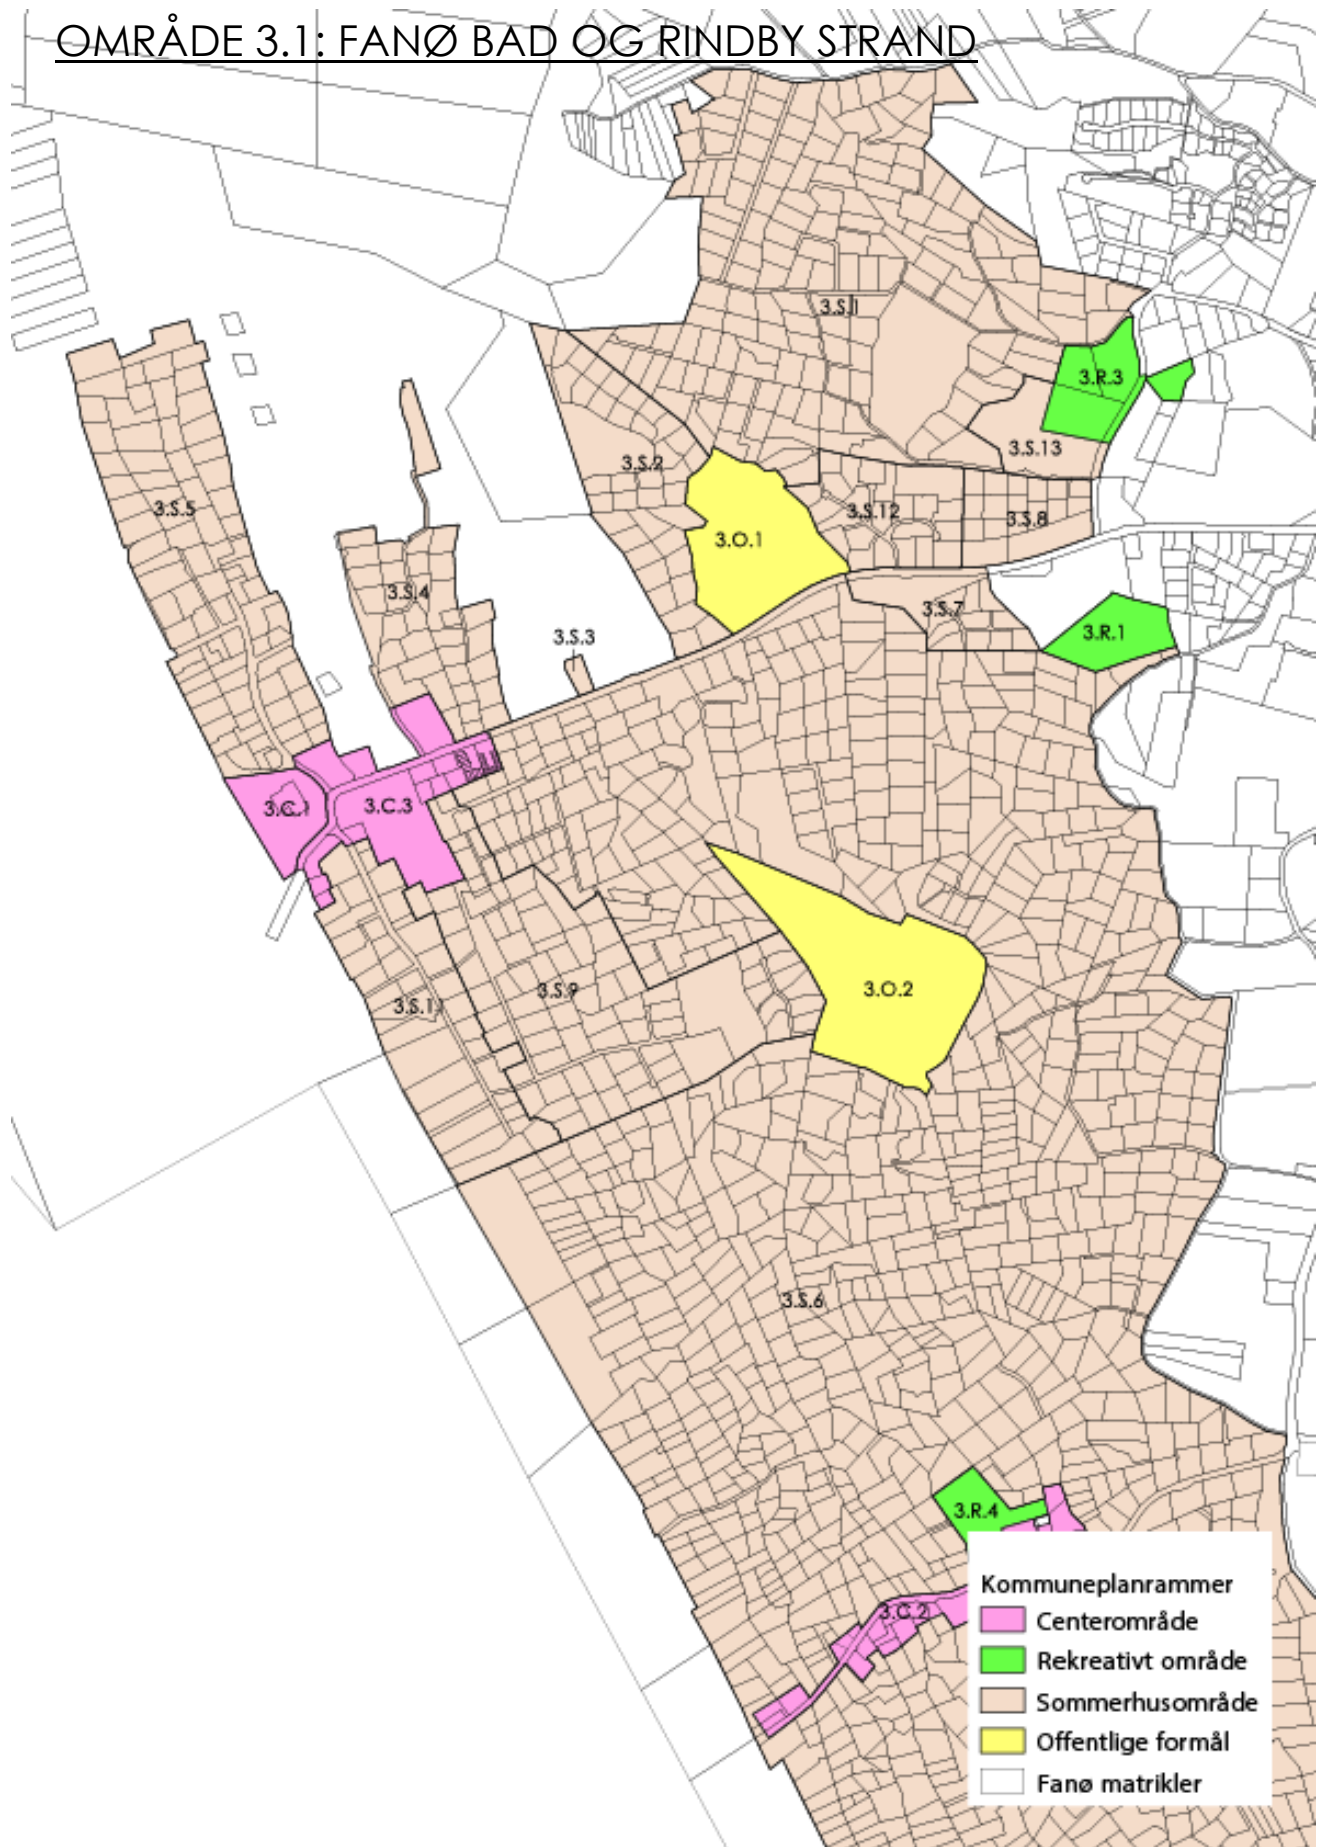 OMRÅDE 3.1: FANØ BAD OG RINDBY STRAND
3.S.1
3.R.3
3.S.13
3.S.2
3.S.5
3.S.12
3.S.8
3.O.1
3.S.4
3.S.7
3.S.3
3.R.1
3.C.1
3.C.3
3.O.2
3.S.9
3.S.11
3.S.6
3.R.4
3.C.2
Kommuneplanrammer
Centerområde
Rekreativt område
Sommerhusområde
Offentlige formål
Fanø matrikler